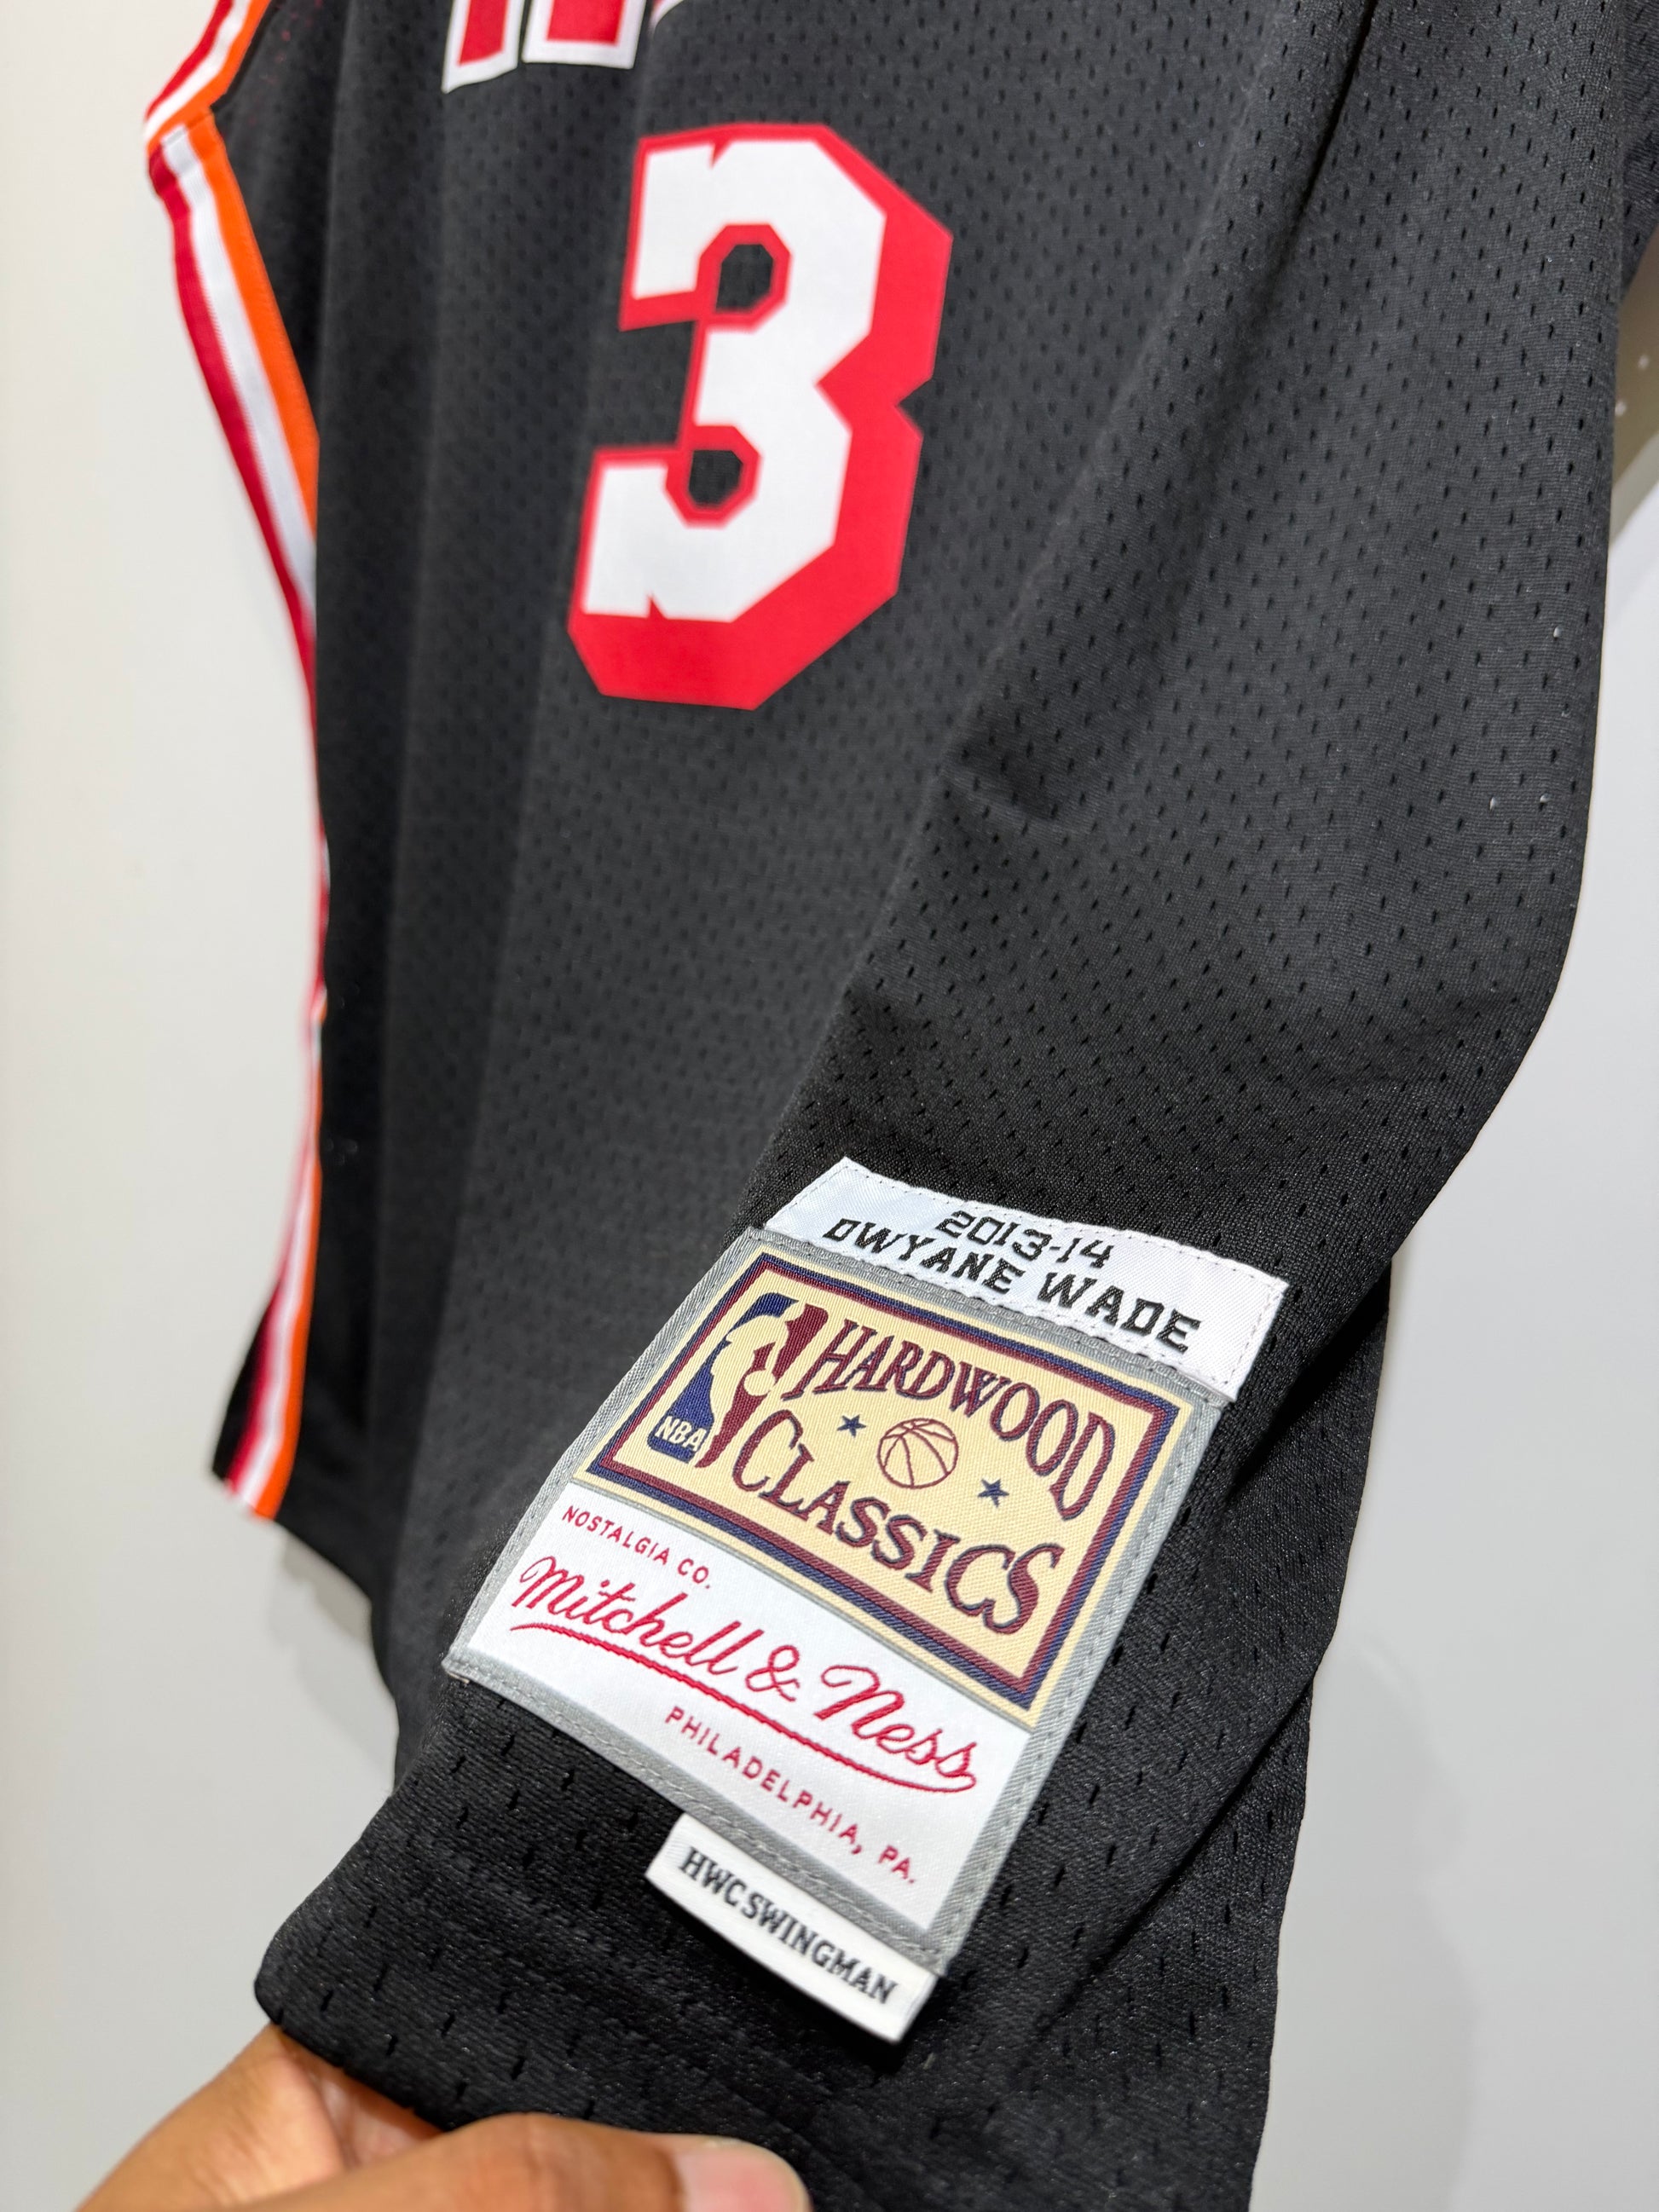 3
2013-14
DWYANE WADE
NBA
HARDWOOD
CLASSICS
NOSTALGIA CO.
Mitchell & Ness
PHILADELPHIA, PA.
HWC SWINGMAN